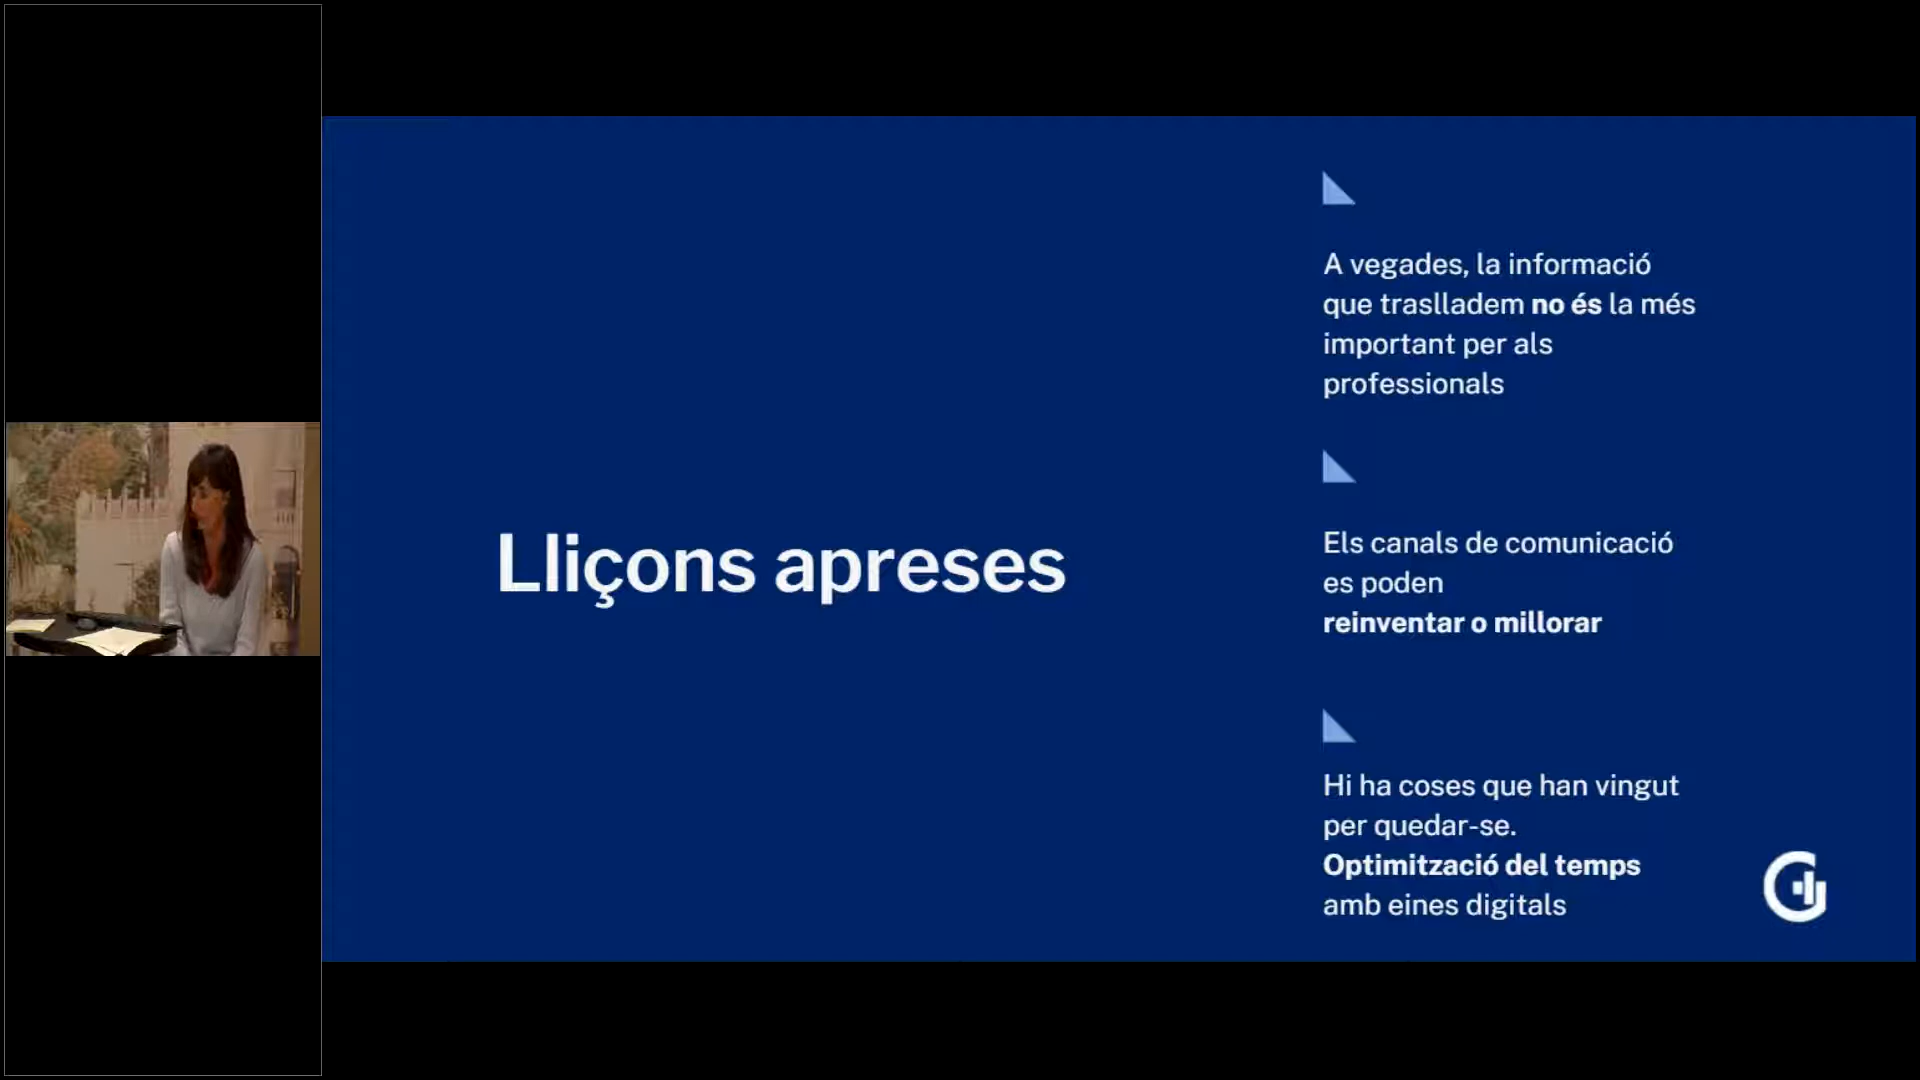 Lliçons apreses
A vegades, la informació
que traslladem no és la més
important per als
professionals
Els canals de comunicació
es poden
reinventar o millorar
Hi ha coses que han vingut
per quedar-se.
Optimització del temps
amb eines digitals